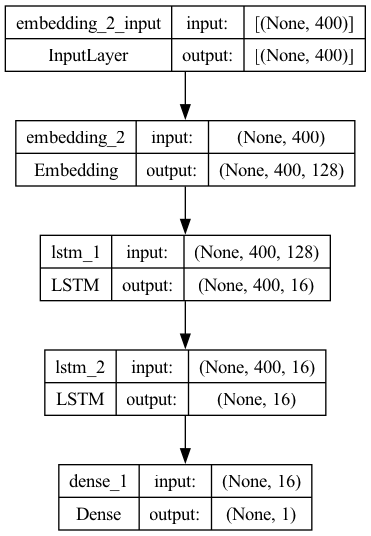 embedding_2_input input: [(None, 400)]
InputLayer output: [(None, 400)]
embedding_2 input: (None, 400)
Embedding output: (None, 400, 128)
lstm_1 input: (None, 400, 128)
LSTM output: (None, 400, 16)
lstm_2 input: (None, 400, 16)
LSTM output: (None, 16)
dense_1 input: (None, 16)
Dense output: (None, 1)